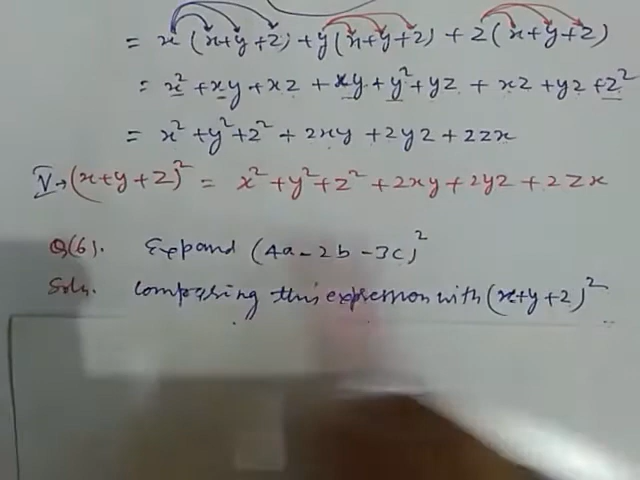 = x (x+y+z) + y(x+y+z) + z(x+y+z)
= x² + xy + xz + xy + y² + yz + xz + yz + z²
= x² + y² + z² + 2xy + 2yz + 2zx
V→ (x+y+z)² = x² + y² + z² + 2xy + 2yz + 2zx
Q(6). Expand (4a - 2b - 3c)²
Soln. Comparing this expression with (x+y+z)²